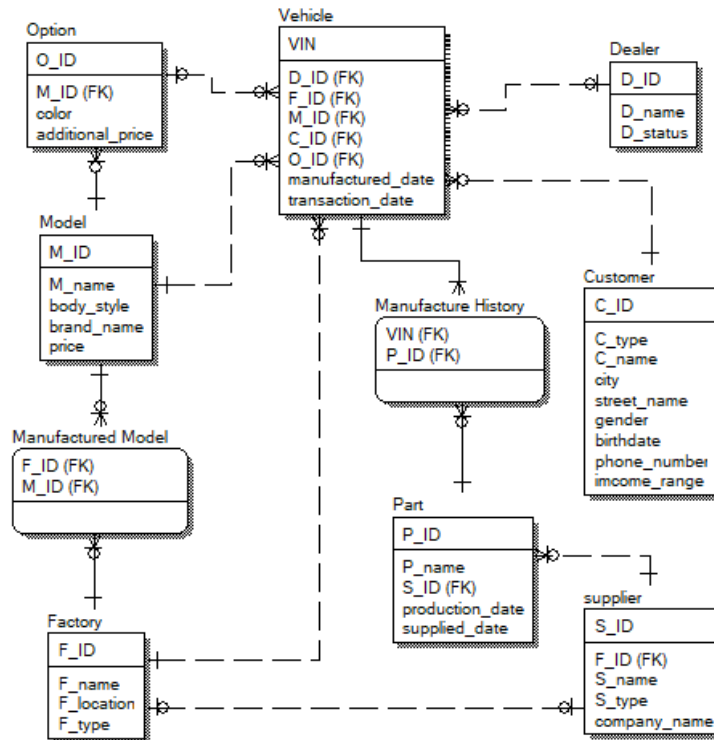 Option
O_ID
M_ID (FK)
color
additional_price
Vehicle
VIN
D_ID (FK)
F_ID (FK)
M_ID (FK)
C_ID (FK)
O_ID (FK)
manufactured_date
transaction_date
Dealer
D_ID
D_name
D_status
Model
M_ID
M_name
body_style
brand_name
price
Manufacture History
VIN (FK)
P_ID (FK)
Customer
C_ID
C_type
C_name
city
street_name
gender
birthdate
phone_number
imcome_range
Manufactured Model
F_ID (FK)
M_ID (FK)
Part
P_ID
P_name
S_ID (FK)
production_date
supplied_date
Factory
F_ID
F_name
F_location
F_type
supplier
S_ID
F_ID (FK)
S_name
S_type
company_name